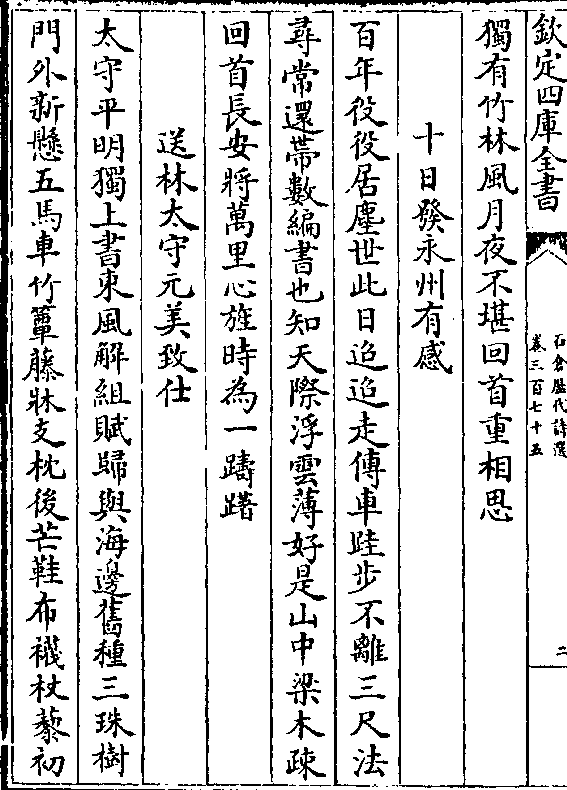 欽定四庫全書
石倉歷代詩選
卷三百七十五
二
獨有竹林風月夜不堪回首重相思
十日發永州有感
百年役役居塵世此日迢迢走傳車跬步不離三尺法
尋常還帶數編書也知天際浮雲薄好是山中梁木疎
回首長安將萬里心旌時為一躊躇
送林太守元美致仕
太守平明獨上書東風解組賦歸與海邊舊種三珠樹
門外新懸五馬車竹簟藤牀支枕後芒鞋布襪杖藜初